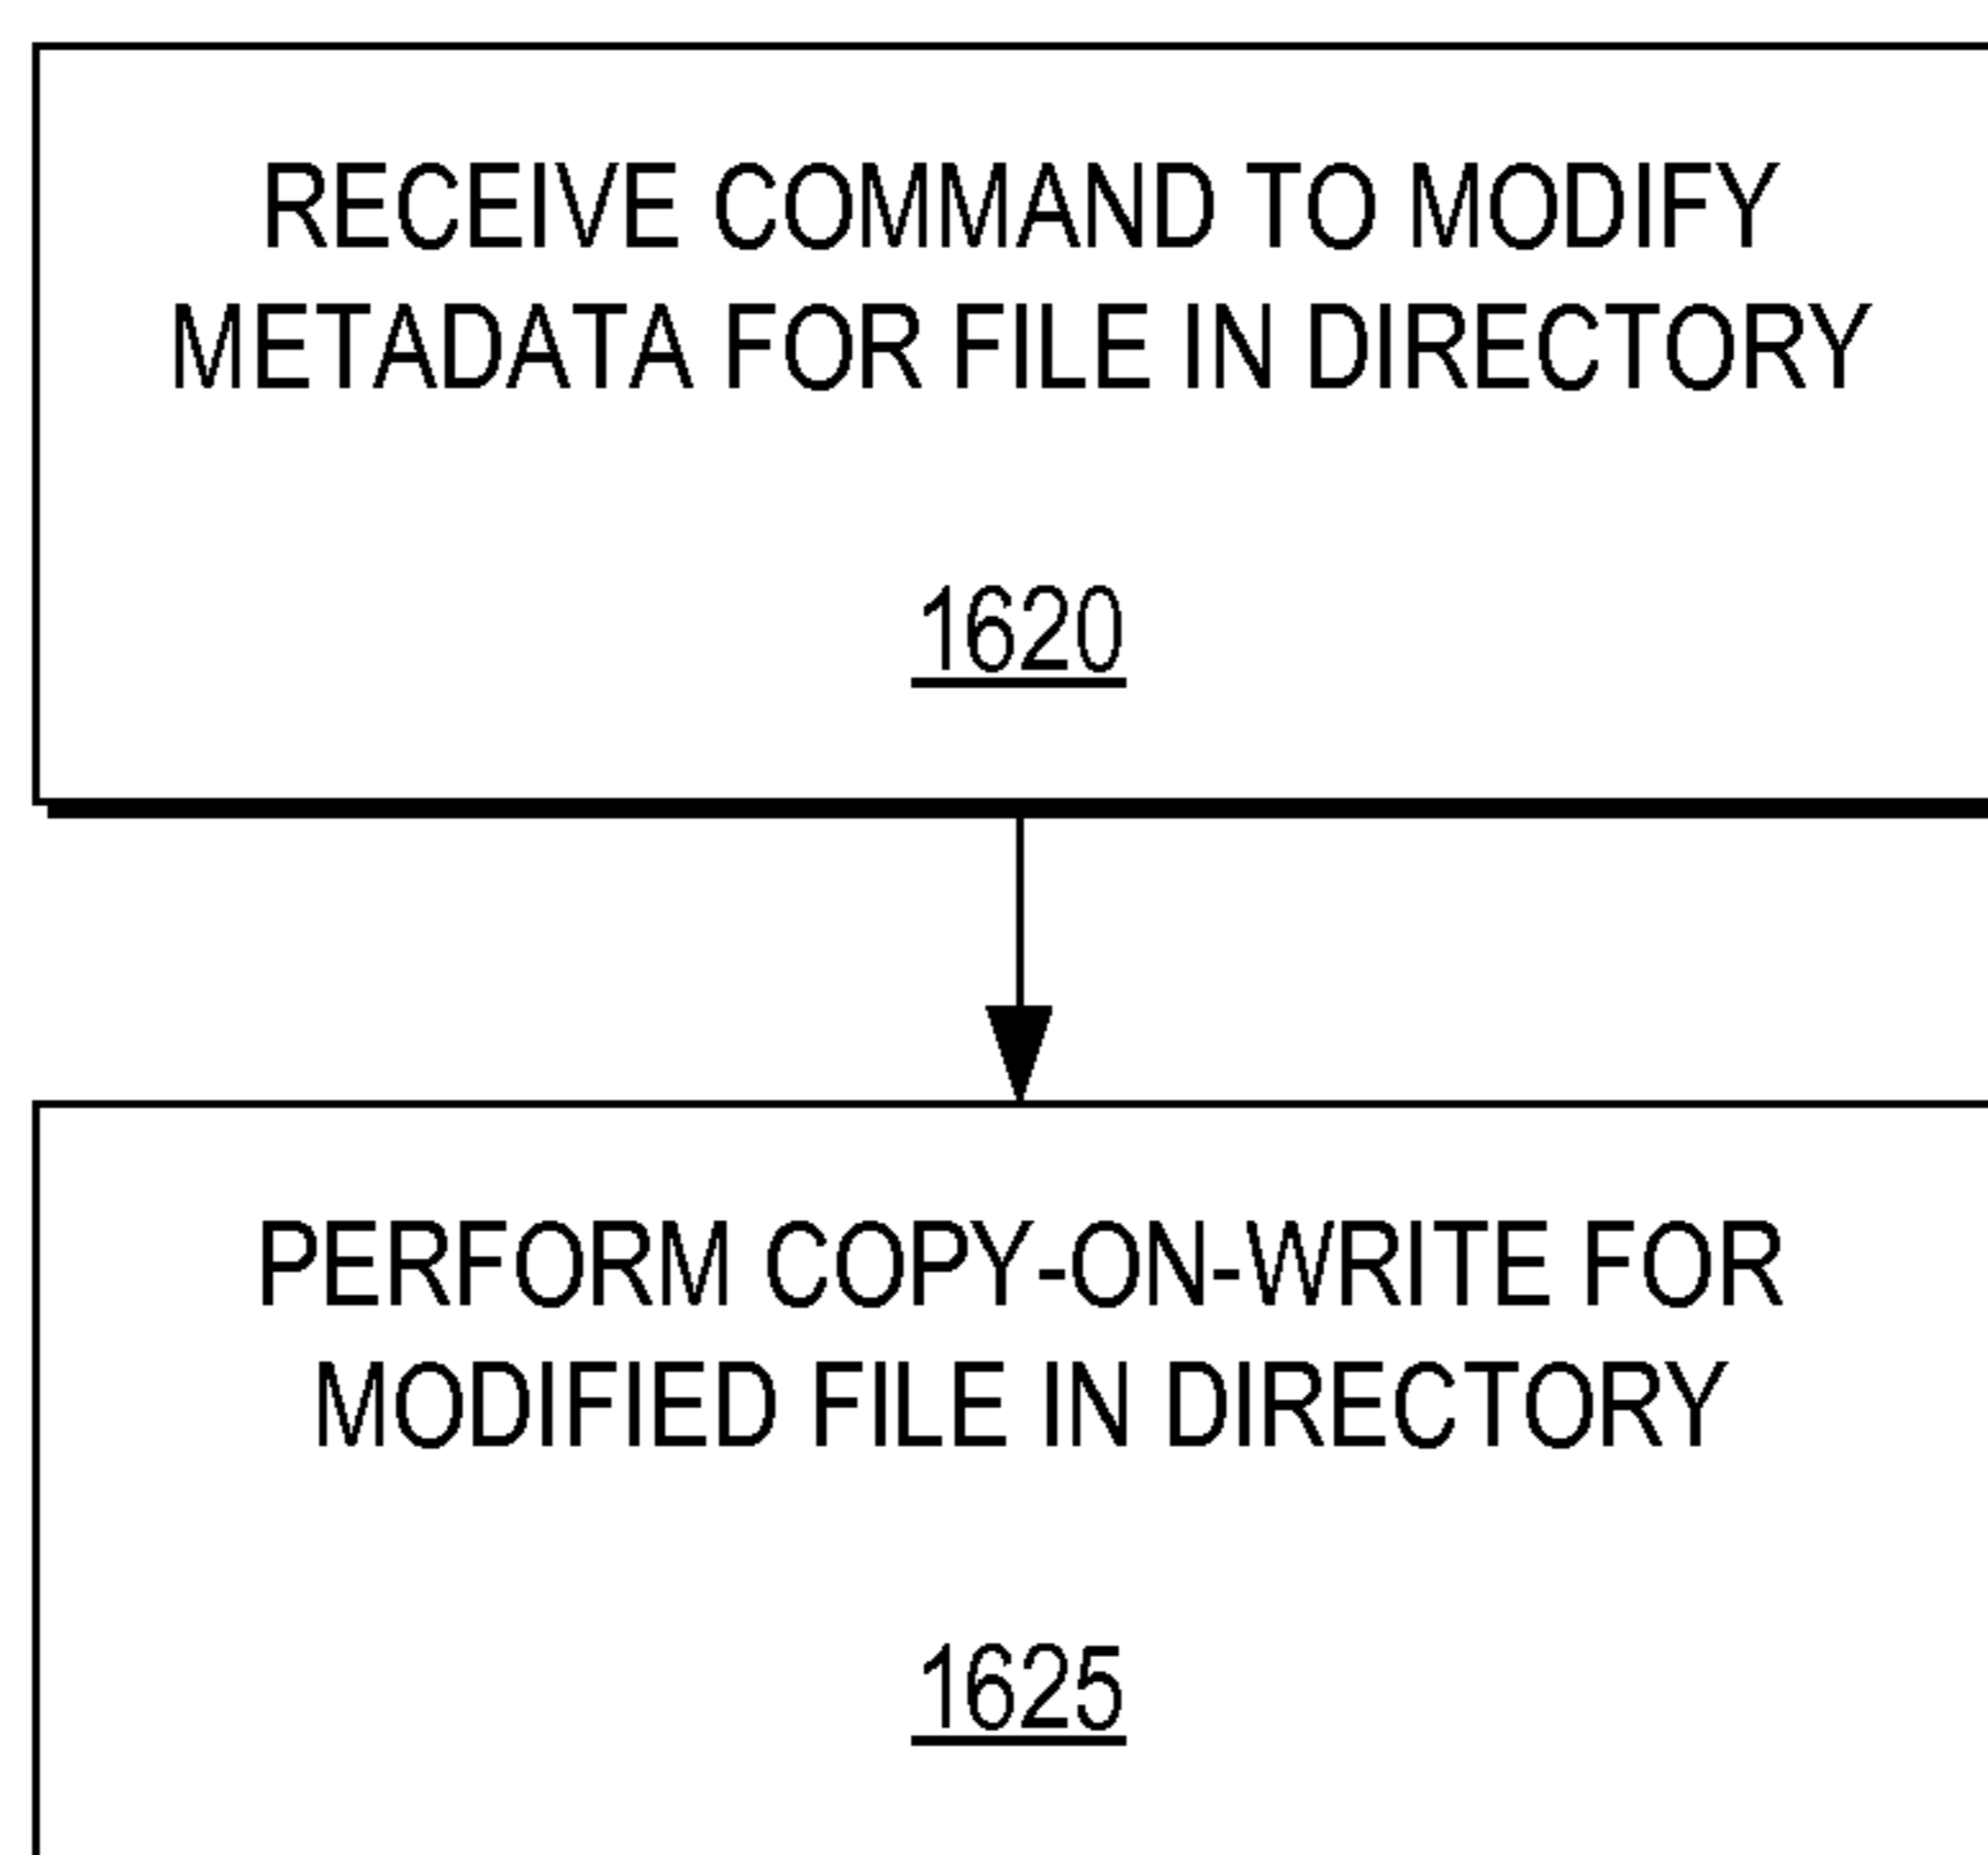 RECEIVE COMMAND TO MODIFY
METADATA FOR FILE IN DIRECTORY
1620
PERFORM COPY-ON-WRITE FOR
MODIFIED FILE IN DIRECTORY
1625